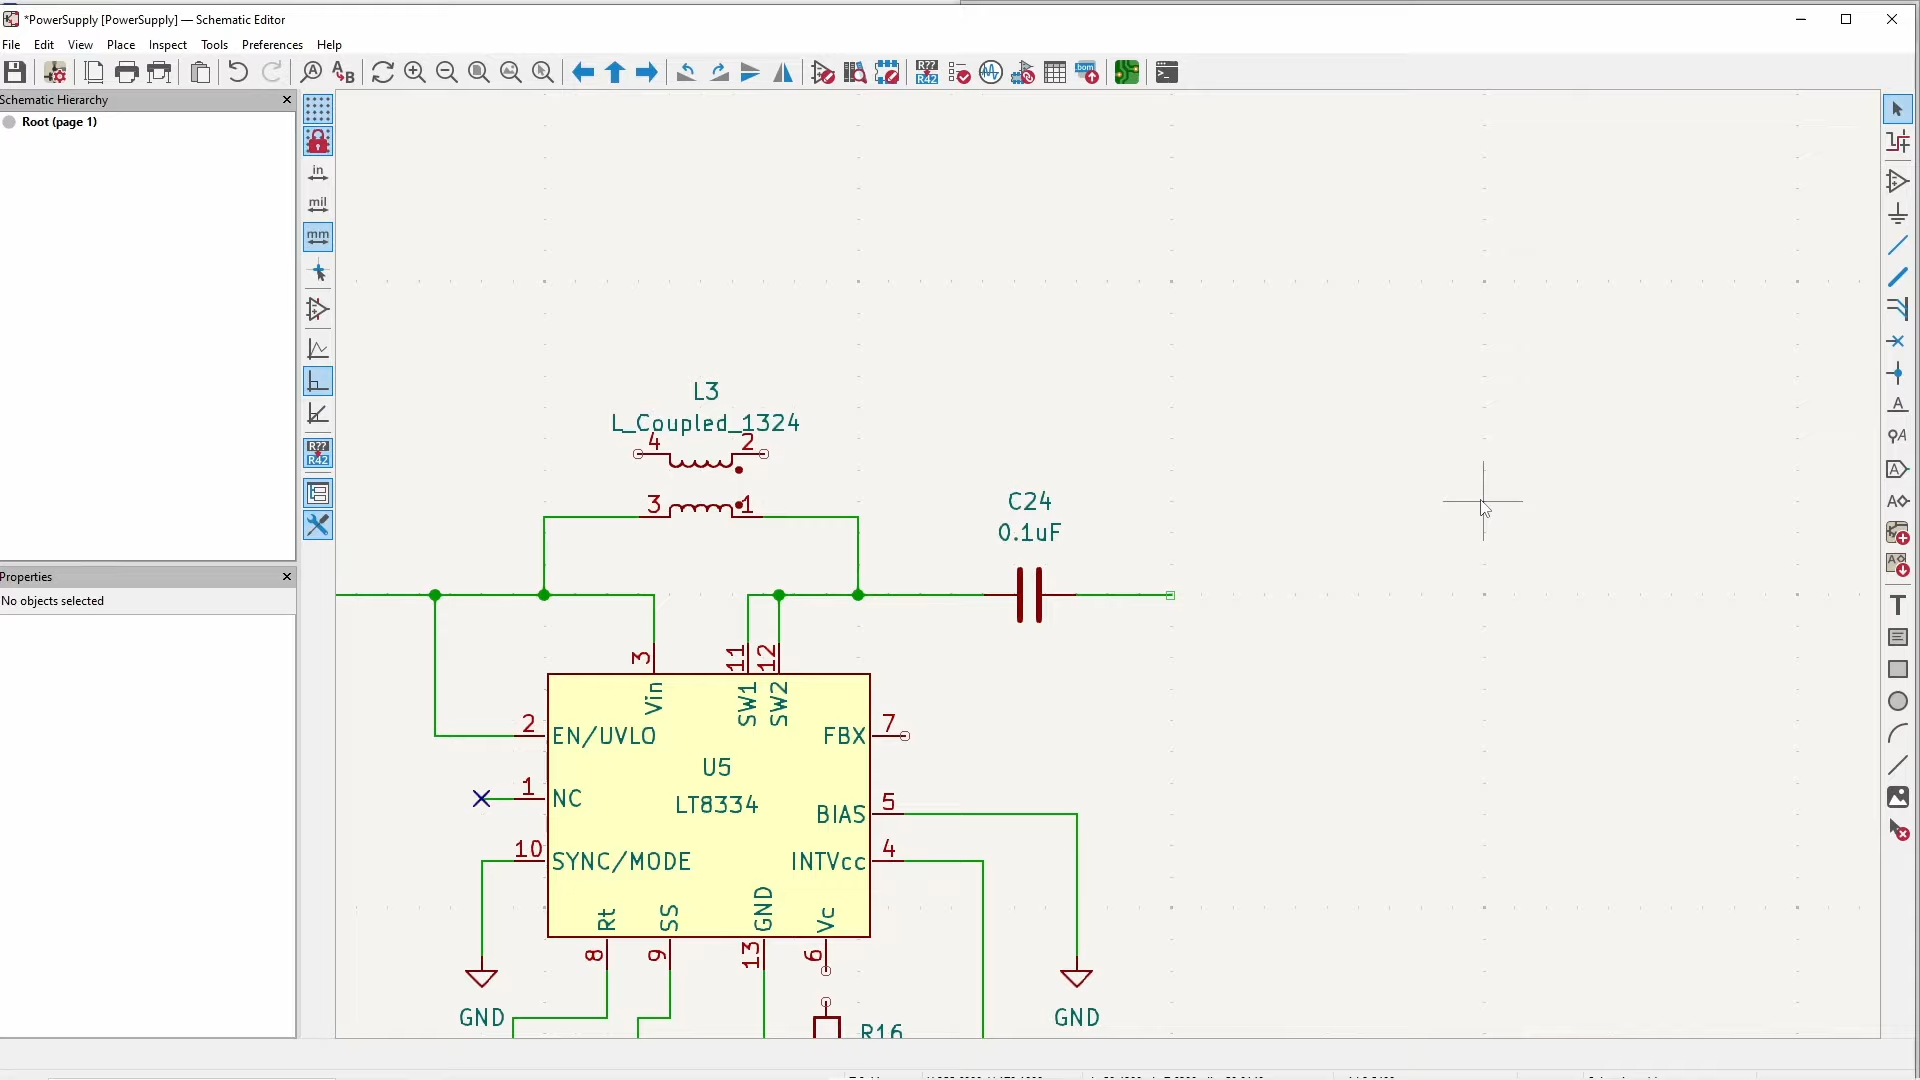 *PowerSupply [PowerSupply] — Schematic Editor
File Edit View Place Inspect Tools Preferences Help
Schematic Hierarchy
Root (page 1)
in
mil
mm
R??
R42
Properties
No objects selected
L3
L_Coupled_1324
4 2
3 1
C24
0.1uF
3 11 12
Vin SW1 SW2
2 EN/UVLO FBX 7
U5
1 NC LT8334
BIAS 5
10 SYNC/MODE INTVcc 4
Rt SS GND Vc
8 9 13 6
GND GND
R16